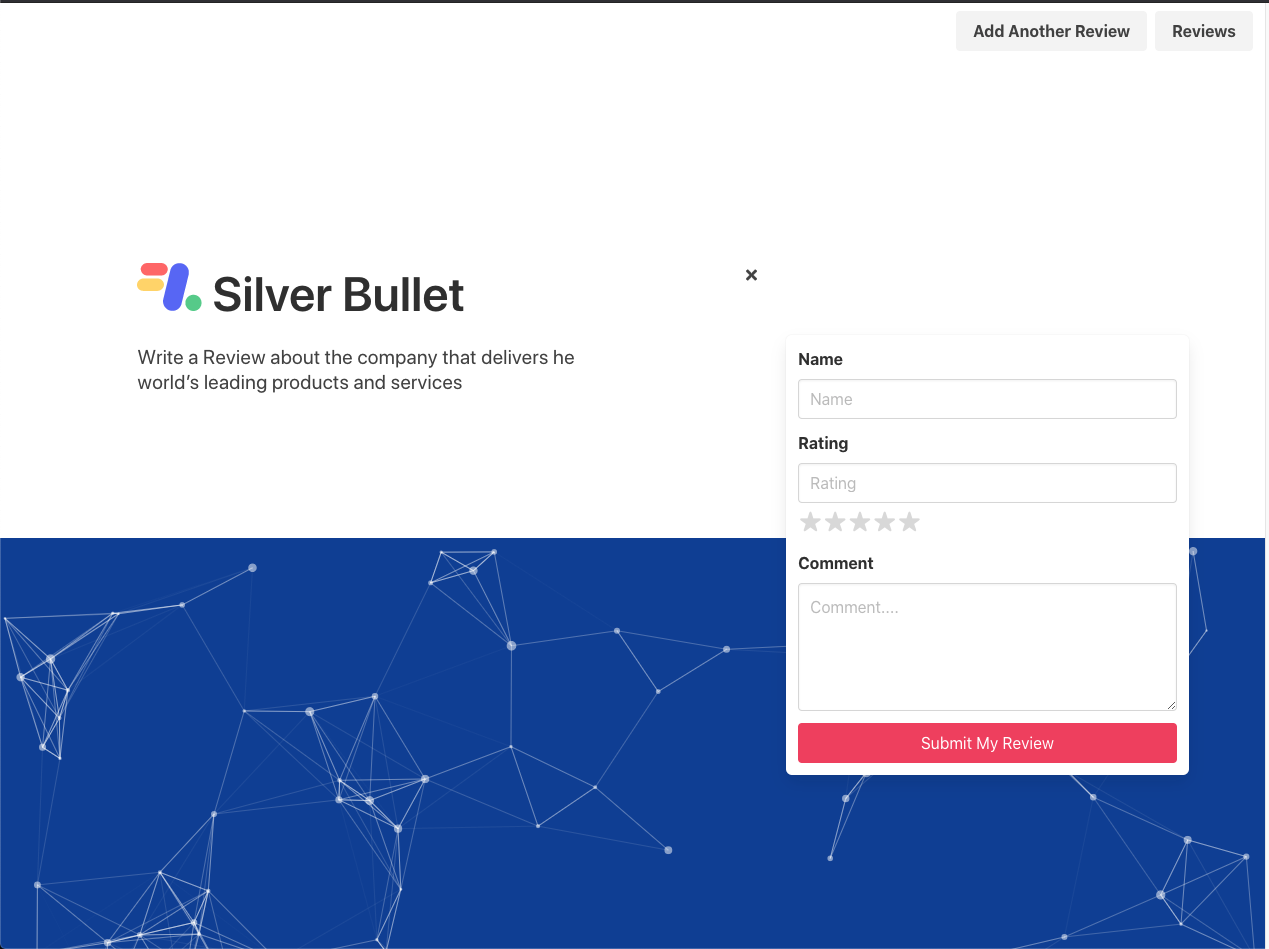 Add Another Review
Reviews
Silver Bullet
Write a Review about the company that delivers he
world’s leading products and services
Name
Name
Rating
Rating
Comment
Comment....
Submit My Review